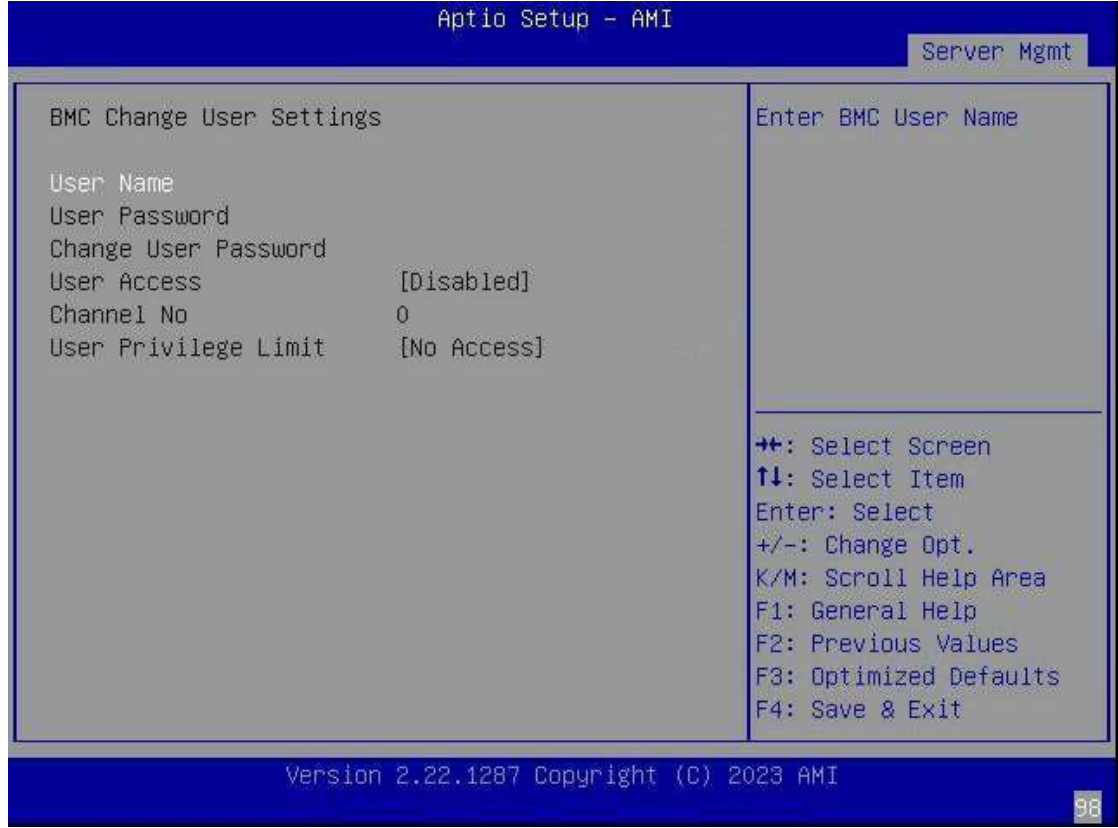 Aptio Setup – AMI
Server Mgmt
BMC Change User Settings
User Name
User Password
Change User Password
User Access [Disabled]
Channel No 0
User Privilege Limit [No Access]
Enter BMC User Name
→←: Select Screen
↑↓: Select Item
Enter: Select
+/-: Change Opt.
K/M: Scroll Help Area
F1: General Help
F2: Previous Values
F3: Optimized Defaults
F4: Save & Exit
Version 2.22.1287 Copyright (C) 2023 AMI
98